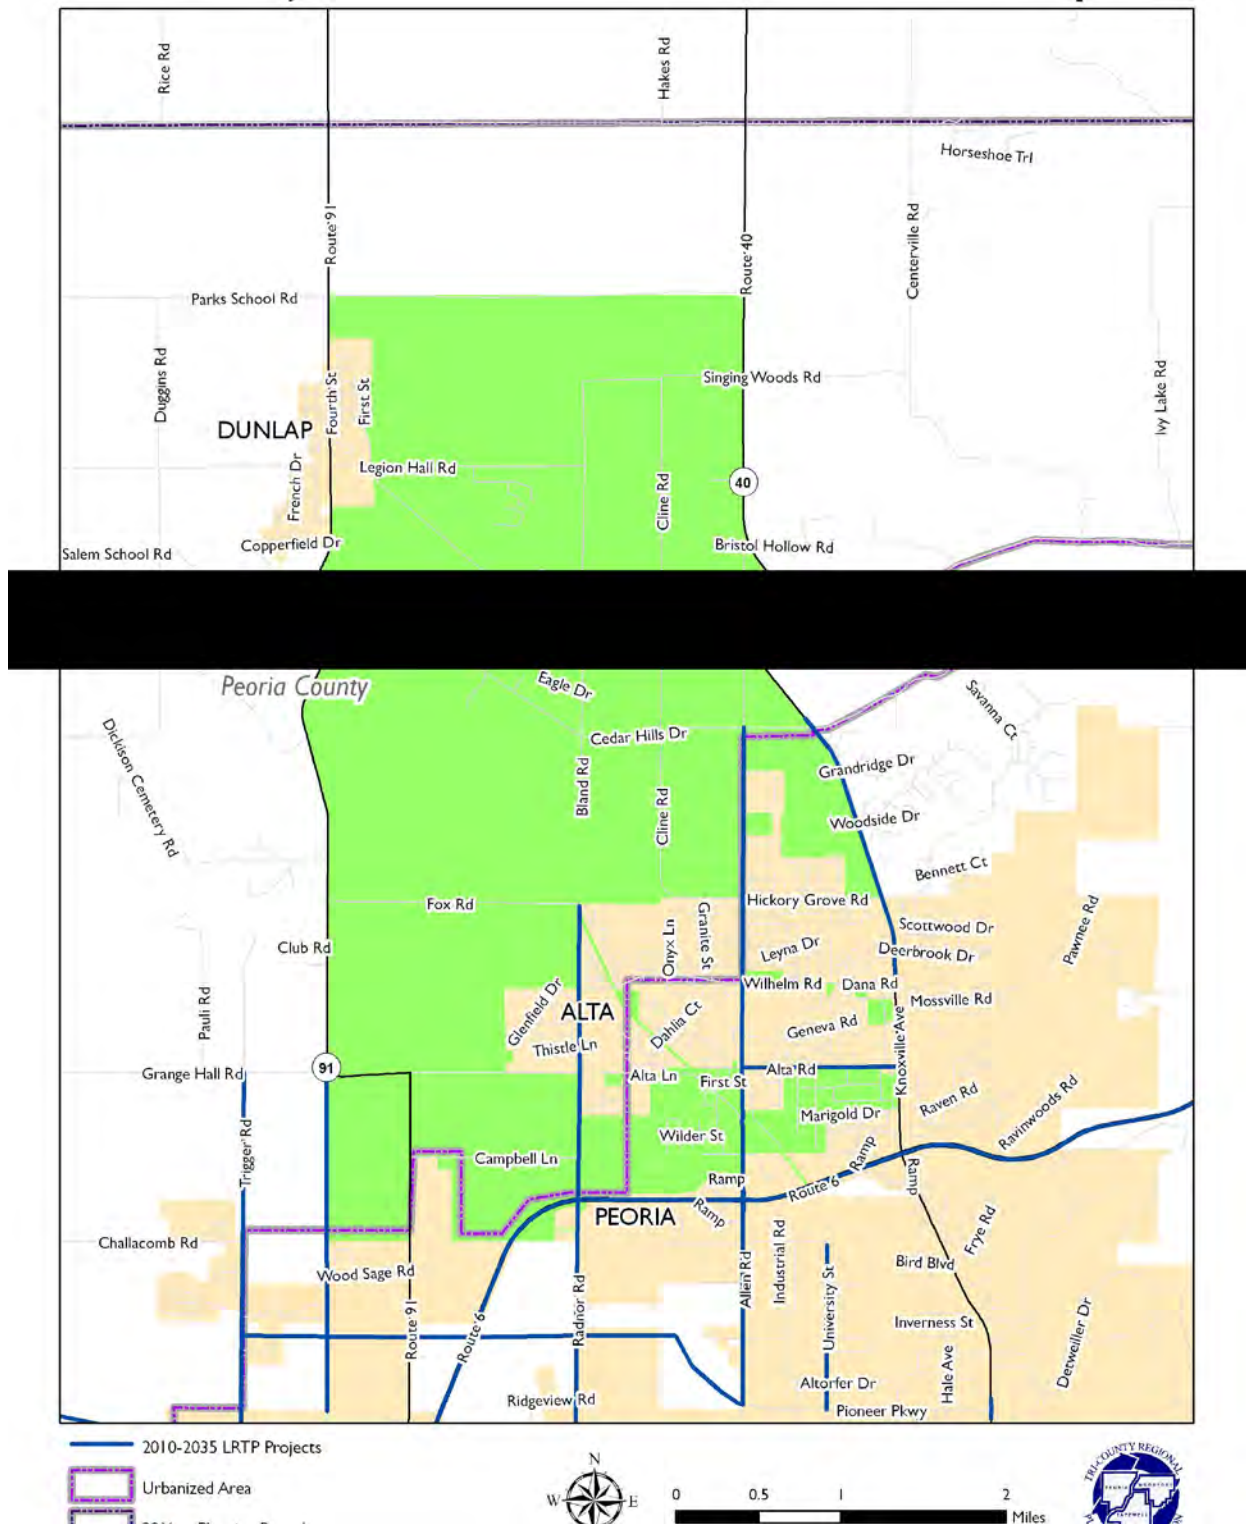 Rice Rd
Hakes Rd
Horseshoe Trl
Route 91
Route 40
Centerville Rd
Parks School Rd
Duggins Rd
Fourth St
First St
Singing Woods Rd
Ivy Lake Rd
DUNLAP
French Dr
Legion Hall Rd
Cline Rd
40
Copperfield Dr
Salem School Rd
Bristol Hollow Rd
Peoria County
Eagle Dr
Savanna Ct
Dickison Cemetery Rd
Cedar Hills Dr
Bland Rd
Cline Rd
Grandridge Dr
Woodside Dr
Bennett Ct
Fox Rd
Hickory Grove Rd
Onyx Ln
Granite St
Scottwood Dr
Pawnee Rd
Club Rd
Leyna Dr
Deerbrook Dr
Pauli Rd
Glenfield Dr
ALTA
Wilhelm Rd
Dana Rd
Mossville Rd
Dahlia Ct
Geneva Rd
Knoxville Ave
Thistle Ln
Grange Hall Rd
91
Alta Ln
First St
Alta Rd
Raven Rd
Ravinwoods Rd
Marigold Dr
Trigger Rd
Wilder St
Campbell Ln
Ramp
Ramp
Ramp
Route 6
Ramp
PEORIA
Challacomb Rd
Wood Sage Rd
Industrial Rd
Frye Rd
Bird Blvd
Route 91
Route 6
Radnor Rd
Allen Rd
University St
Inverness St
Hale Ave
Detweiller Dr
Ridgeview Rd
Altorfer Dr
Pioneer Pkwy
2010-2035 LRTP Projects
Urbanized Area
N
W
E
0 0.5 1 2
Miles
TRI-COUNTY REGIONAL